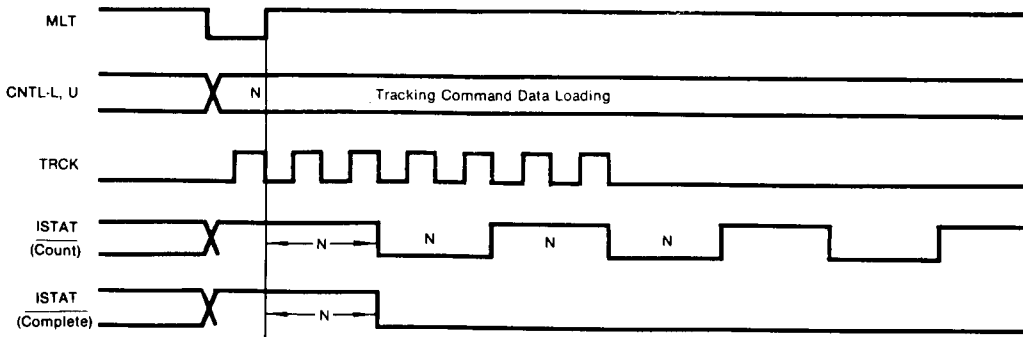 MLT
CNTL-L, U
N
Tracking Command Data Loading
TRCK
ISTAT
(Count)
N
N
N
N
ISTAT
(Complete)
N